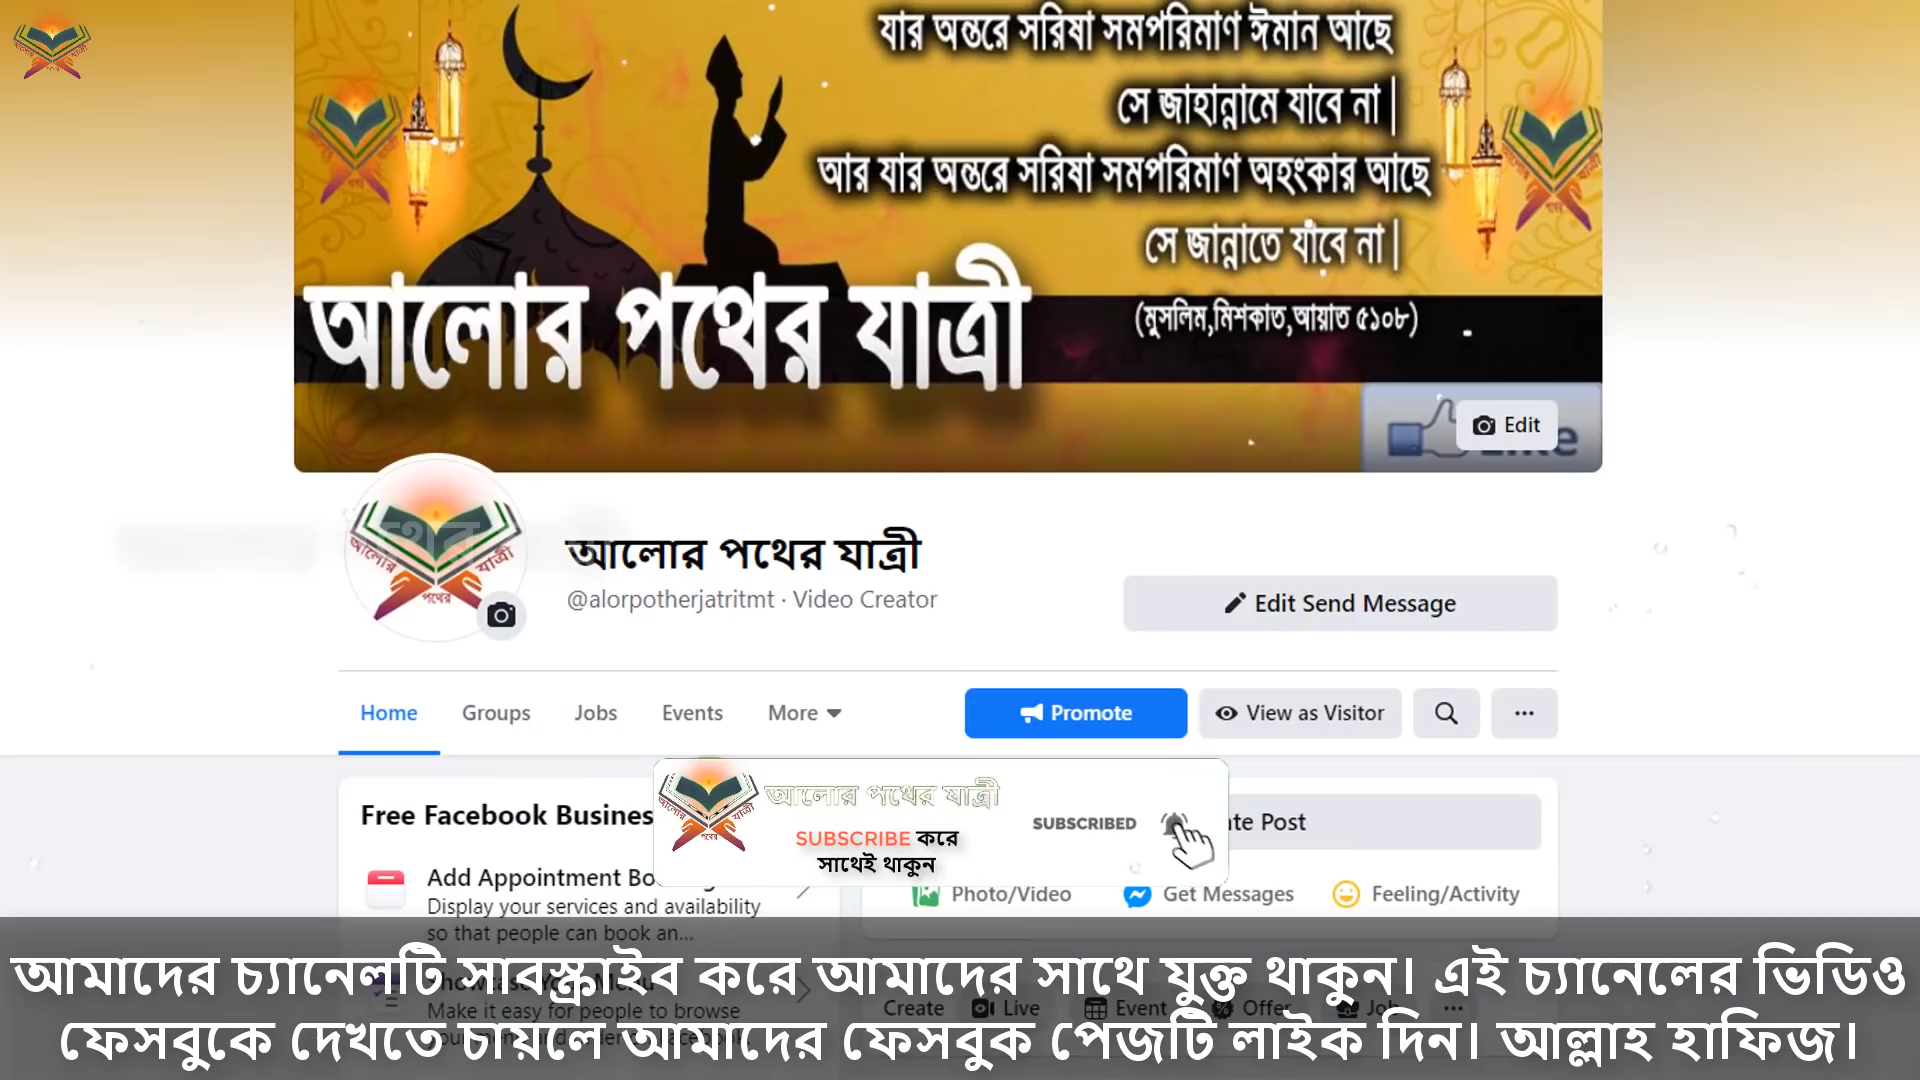 যার অন্তরে সরিষা সমপরিমাণ ঈমান আছে
সে জাহান্নামে যাবে না|
আর যার অন্তরে সরিষা সমপরিমাণ অহংকার আছে
সে জান্নাতে যাবে না|
(মুসলিম,মিশকাত,আয়াত ৫১০৮)
আলোর পথের যাত্রী
Edit
আলোর পথের যাত্রী
আলোর পথের যাত্রী
@alorpotherjatritmt · Video Creator
Edit Send Message
Home Groups Jobs Events More
Promote
View as Visitor
Free Facebook Busines
আলোর পথের যাত্রী
SUBSCRIBE করে
সাথেই থাকুন
SUBSCRIBED
te Post
Add Appointment Bo
Display your services and availability
so that people can book an...
Photo/Video Get Messages Feeling/Activity
Make it easy for people to browse
Create Live Event Offer Job
আমাদের চ্যানেলটি সাবস্ক্রাইব করে আমাদের সাথে যুক্ত থাকুন। এই চ্যানেলের ভিডিও
ফেসবুকে দেখতে চায়লে আমাদের ফেসবুক পেজটি লাইক দিন। আল্লাহ হাফিজ।